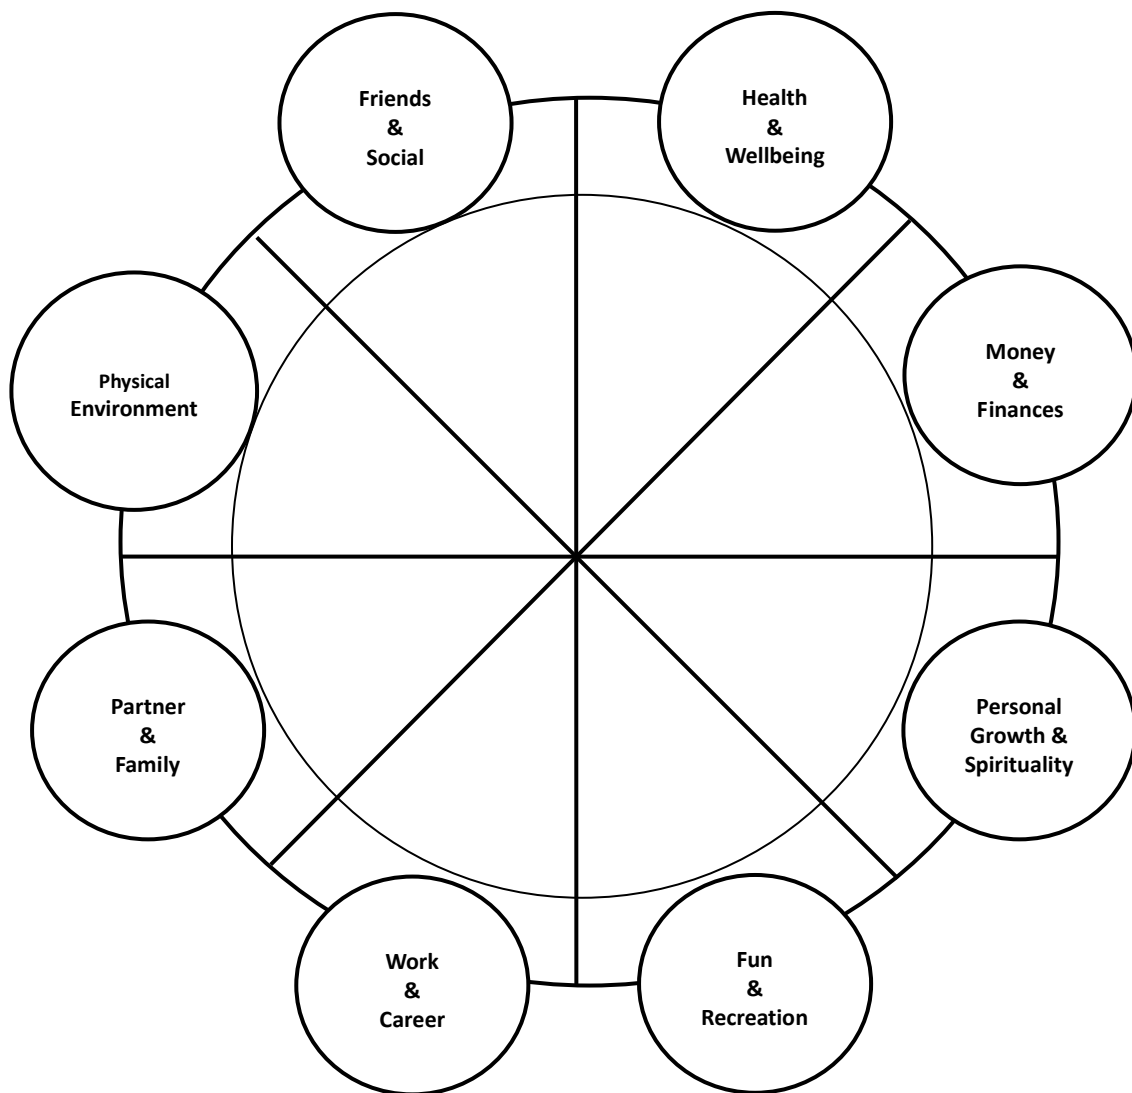 Friends
&
Social
Health
&
Wellbeing
Physical
Environment
Money
&
Finances
Partner
&
Family
Personal
Growth &
Spirituality
Work
&
Career
Fun
&
Recreation